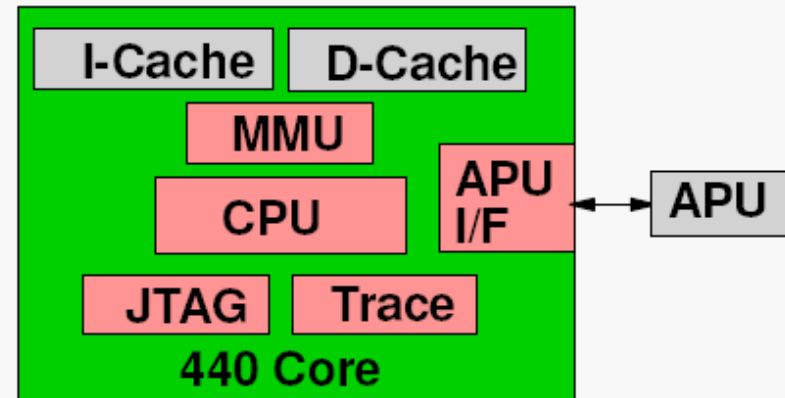 I-Cache
D-Cache
MMU
CPU
APU
I/F
APU
JTAG
Trace
440 Core